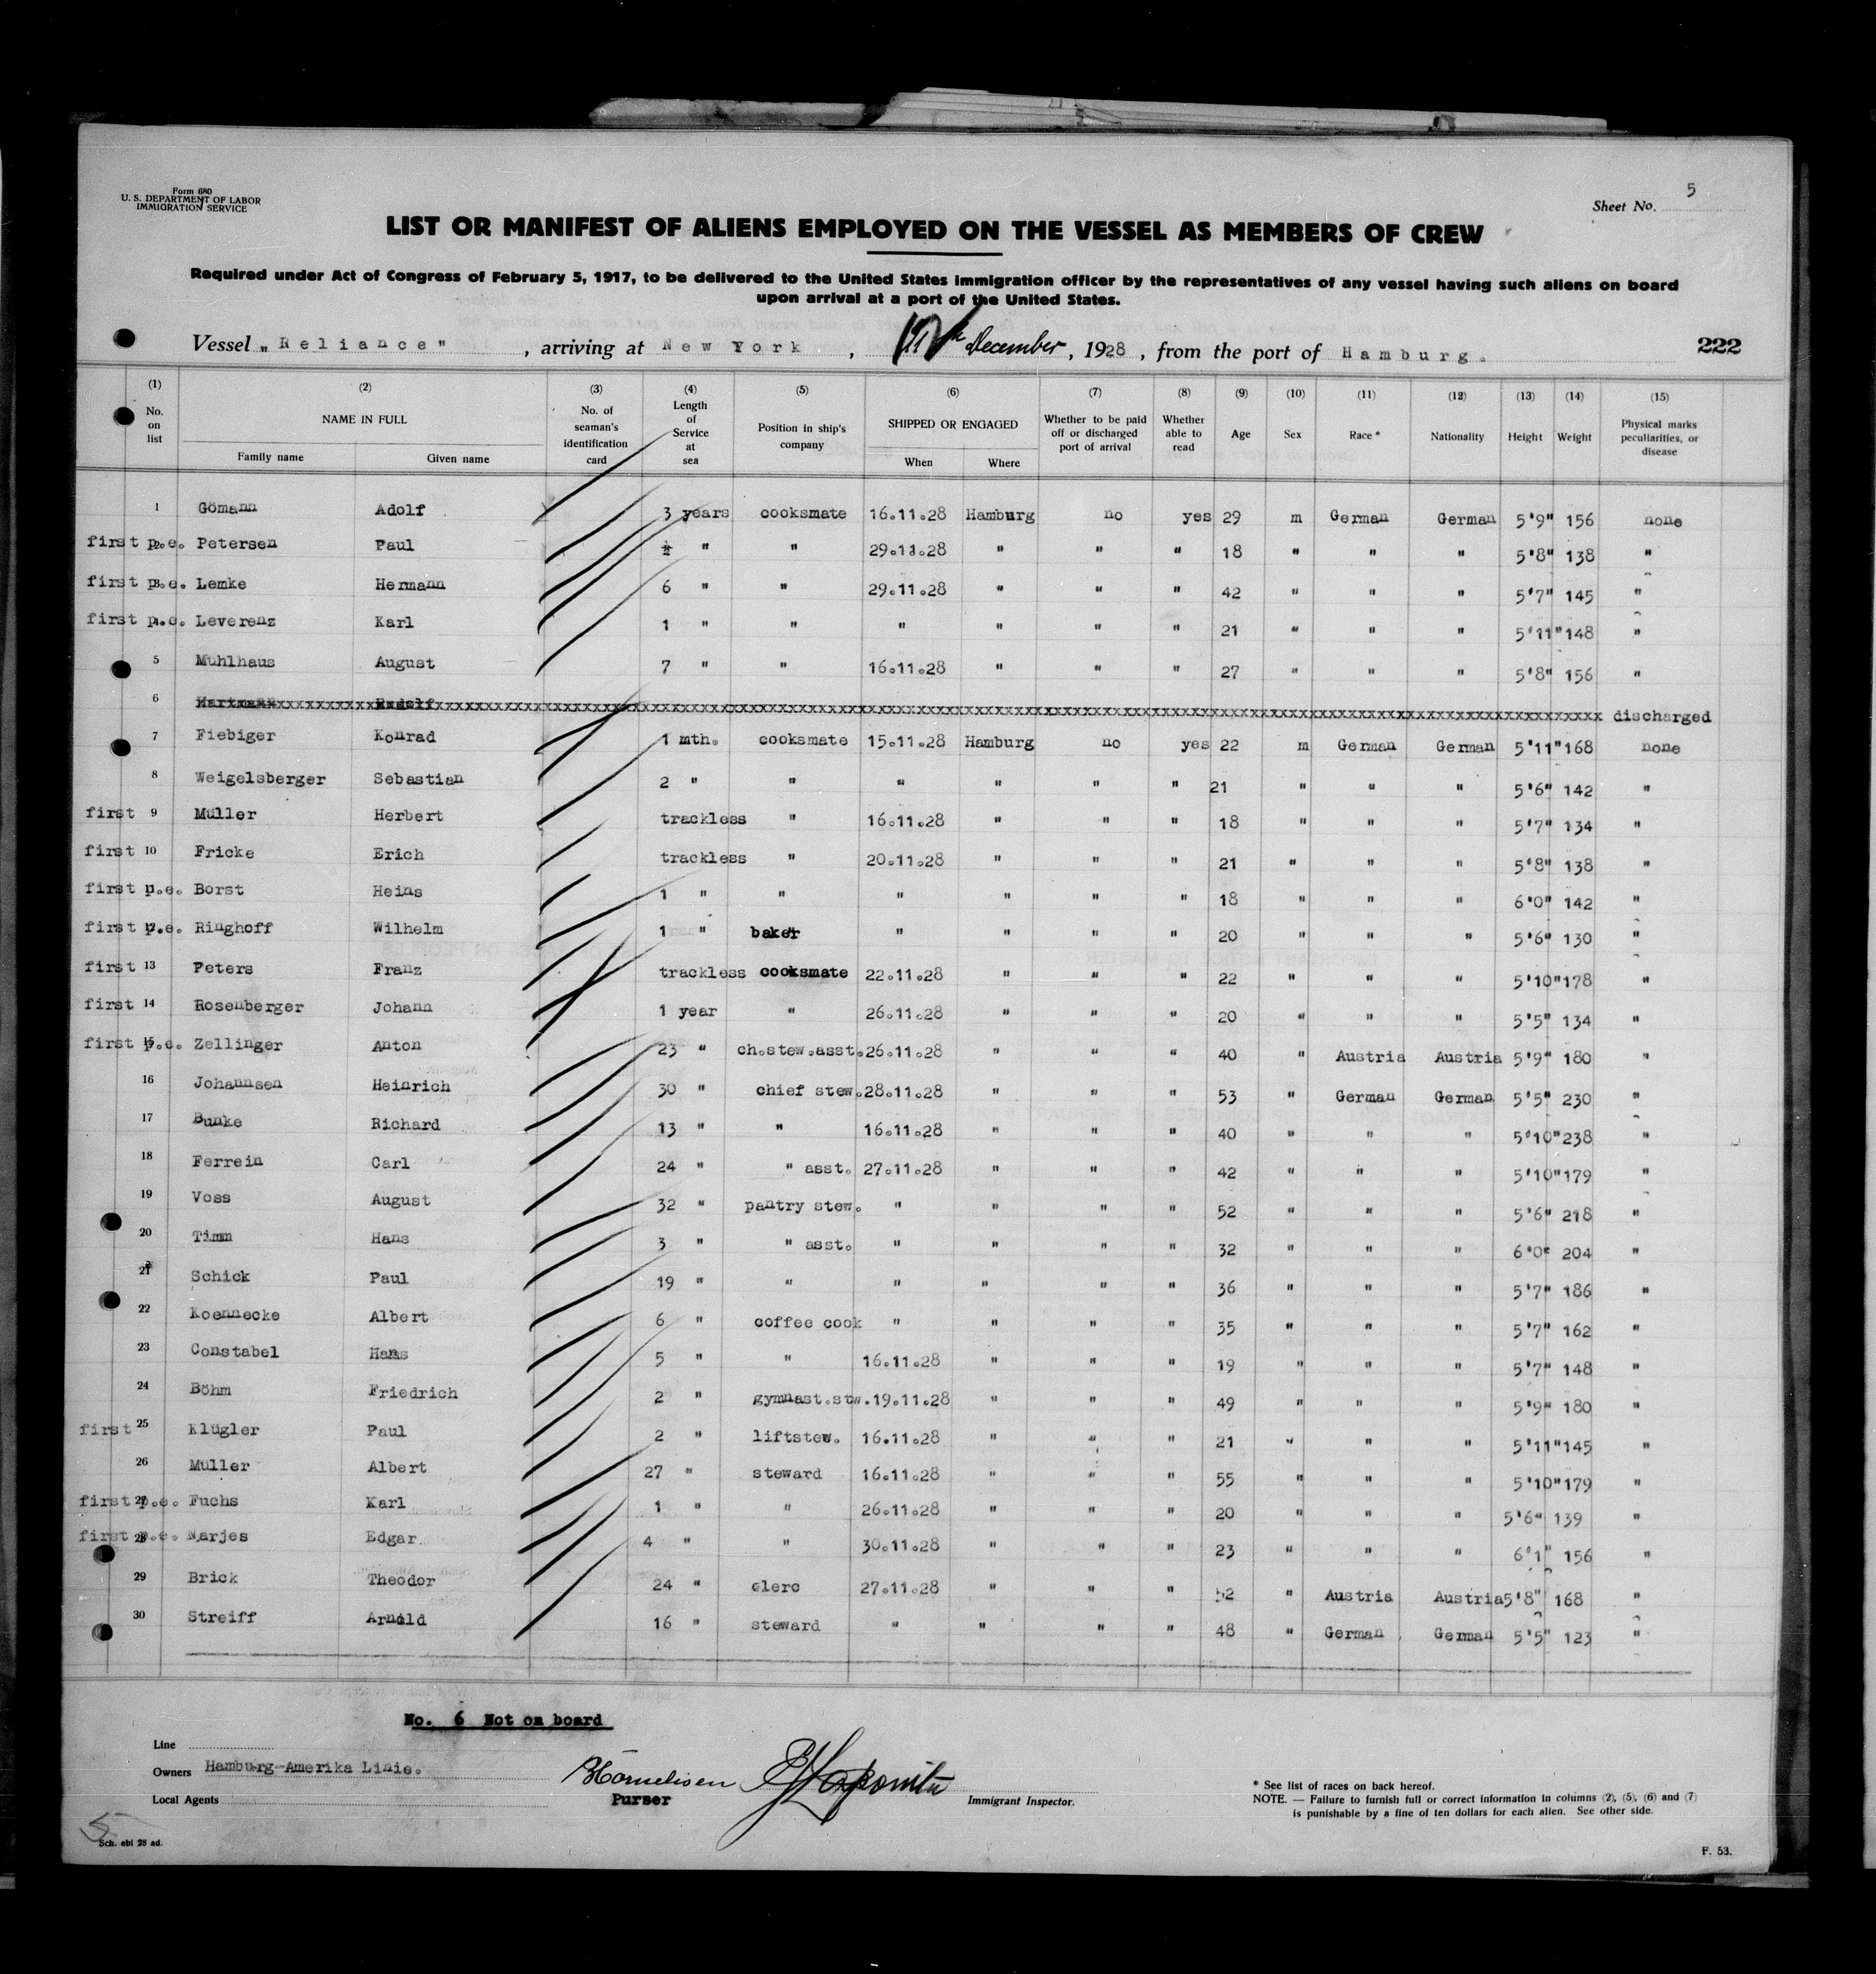 Form 680
U. S. DEPARTMENT OF LABOR
IMMIGRATION SERVICE
5
Sheet No.
LIST OR MANIFEST OF ALIENS EMPLOYED ON THE VESSEL AS MEMBERS OF CREW
Required under Act of Congress of February 5, 1917, to be delivered to the United States immigration officer by the representatives of any vessel having such aliens on board
upon arrival at a port of the United States.
Vessel „Reliance", arriving at New York, December, 1928, from the port of Hamburg. 222
(1) (2) (3) (4) (5) (6) (7) (8) (9) (10) (11) (12) (13) (14) (15)
No. on list NAME IN FULL Family name Given name No. of seaman's identification card Length of Service at sea Position in ship's company SHIPPED OR ENGAGED When Where Whether to be paid off or discharged port of arrival Whether able to read Age Sex Race * Nationality Height Weight Physical marks peculiarities, or disease
1 Gömann Adolf 3 years cooksmate 16.11.28 Hamburg no yes 29 m German German 5'9" 156 none
first p.e. Petersen Paul " " 29.11.28 " " " 18 " " " 5'8" 138 "
first p.e. Lemke Hermann 6 " " 29.11.28 " " " 42 " " " 5'7" 145 "
first p.e. Leverenz Karl 1 " " " " " " 21 " " " 5'11" 148 "
5 Mühlhaus August 7 " " 16.11.28 " " " 27 " " " 5'8" 156 "
6 Hartmann Rudolf discharged
7 Fiebiger Konrad 1 mth. cooksmate 15.11.28 Hamburg no yes 22 m German German 5'11" 168 none
8 Weigelsberger Sebastian 2 " " " " " " 21 " " " 5'6" 142 "
first 9 Müller Herbert trackless " 16.11.28 " " " 18 " " " 5'7" 134 "
first 10 Fricke Erich trackless " 20.11.28 " " " 21 " " " 5'8" 138 "
first p.e. Borst Heins 1 " " " " " " 18 " " " 6'0" 142 "
first p.e. Ringhoff Wilhelm 1 " baker " " " " 20 " " " 5'6" 130 "
first 13 Peters Franz trackless cooksmate 22.11.28 " " " 22 " " " 5'10" 178 "
first 14 Rosenberger Johann 1 year " 26.11.28 " " " 20 " " " 5'5" 134 "
first p.e. Zellinger Anton 23 " ch.stew.asst. 26.11.28 " " " 40 " Austria Austria 5'9" 180 "
16 Johannsen Heinrich 30 " chief stew. 28.11.28 " " " 53 " German German 5'5" 230 "
17 Bunke Richard 13 " " 16.11.28 " " " 40 " " " 5'10" 238 "
18 Ferrein Carl 24 " " asst. 27.11.28 " " " 42 " " " 5'10" 179 "
19 Voss August 32 " pantry stew. " " " " 52 " " " 5'6" 218 "
20 Timm Hans 3 " " asst. " " " " 32 " " " 6'0" 204 "
21 Schick Paul 19 " " " " " " 36 " " " 5'7" 186 "
22 Koennecke Albert 6 " coffee cook " " " " 35 " " " 5'7" 162 "
23 Constabel Hans 5 " " 16.11.28 " " " 19 " " " 5'7" 148 "
24 Böhm Friedrich 2 " gymnast.stw. 19.11.28 " " " 49 " " " 5'9" 180 "
first 25 Klügler Paul 2 " liftstew. 16.11.28 " " " 21 " " " 5'11" 145 "
26 Müller Albert 27 " steward 16.11.28 " " " 55 " " " 5'10" 179 "
first p.e. Fuchs Karl 1 " " 26.11.28 " " " 20 " " " 5'6" 139 "
first p.e. Marjes Edgar 4 " " 30.11.28 " " " 23 " " " 6'1" 156 "
29 Brick Theodor 24 " clerc 27.11.28 " " " 52 " Austria Austria 5'8" 168 "
30 Streiff Arnold 16 " steward " " " " 48 " German German 5'5" 123 "
No. 6 Not on board
Line
Owners Hamburg-Amerika Linie.
Local Agents
Purser
Immigrant Inspector.
* See list of races on back hereof.
NOTE. — Failure to furnish full or correct information in columns (2), (5), (6) and (7)
is punishable by a fine of ten dollars for each alien. See other side.
5
Sch. ebi 28 ad.
F. 53.